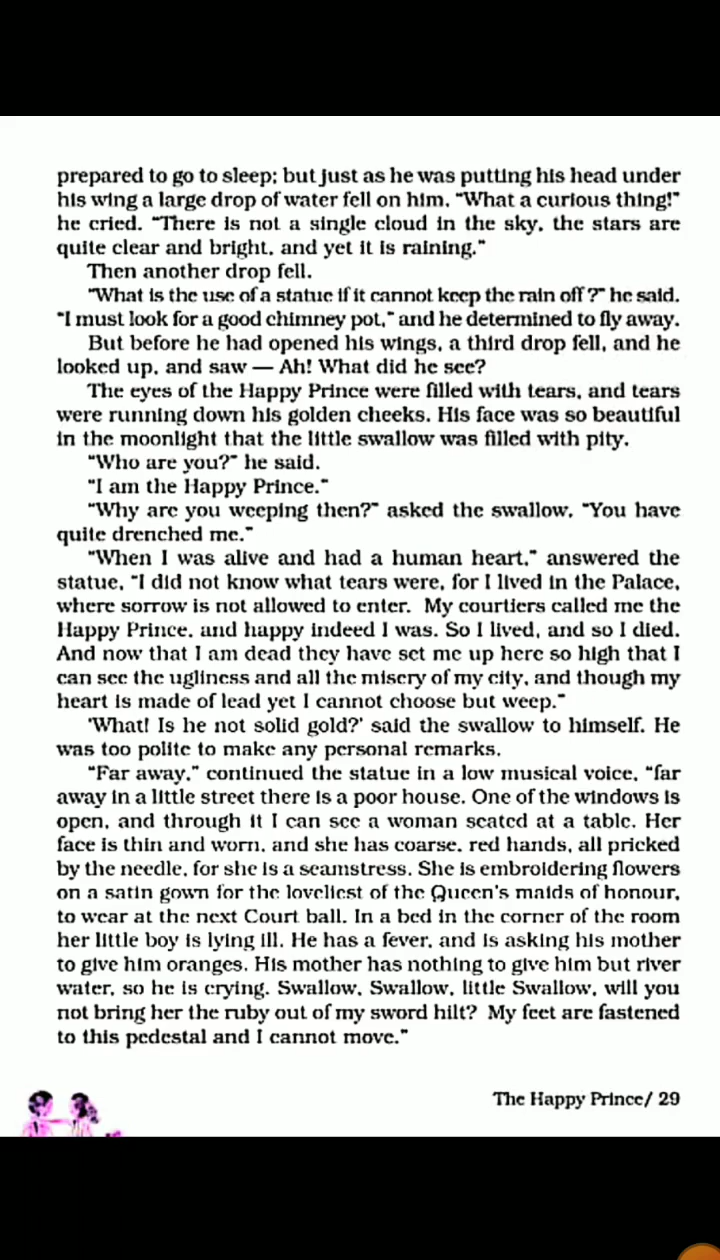 prepared to go to sleep; but just as he was putting his head under
his wing a large drop of water fell on him. “What a curious thing!”
he cried. “There is not a single cloud in the sky, the stars are
quite clear and bright, and yet it is raining.”
Then another drop fell.
“What is the use of a statue if it cannot keep the rain off?” he said.
“I must look for a good chimney pot,” and he determined to fly away.
But before he had opened his wings, a third drop fell, and he
looked up, and saw — Ah! What did he see?
The eyes of the Happy Prince were filled with tears, and tears
were running down his golden cheeks. His face was so beautiful
in the moonlight that the little swallow was filled with pity.
“Who are you?” he said.
“I am the Happy Prince.”
“Why are you weeping then?” asked the swallow. “You have
quite drenched me.”
“When I was alive and had a human heart,” answered the
statue, “I did not know what tears were, for I lived in the Palace,
where sorrow is not allowed to enter. My courtiers called me the
Happy Prince, and happy indeed I was. So I lived, and so I died.
And now that I am dead they have set me up here so high that I
can see the ugliness and all the misery of my city, and though my
heart is made of lead yet I cannot choose but weep.”
‘What! Is he not solid gold?’ said the swallow to himself. He
was too polite to make any personal remarks.
“Far away,” continued the statue in a low musical voice, “far
away in a little street there is a poor house. One of the windows is
open, and through it I can see a woman seated at a table. Her
face is thin and worn, and she has coarse, red hands, all pricked
by the needle, for she is a seamstress. She is embroidering flowers
on a satin gown for the loveliest of the Queen's maids of honour,
to wear at the next Court ball. In a bed in the corner of the room
her little boy is lying ill. He has a fever, and is asking his mother
to give him oranges. His mother has nothing to give him but river
water, so he is crying. Swallow, Swallow, little Swallow, will you
not bring her the ruby out of my sword hilt? My feet are fastened
to this pedestal and I cannot move.”
The Happy Prince/ 29